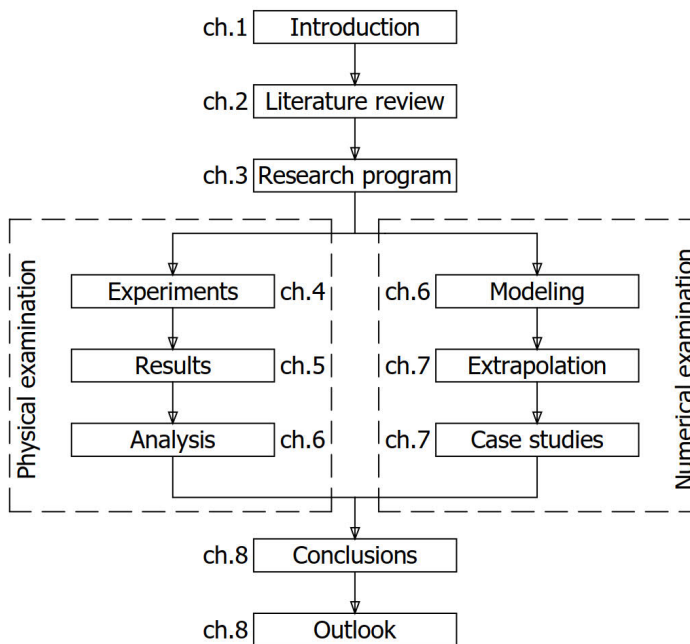 ch.1 Introduction
ch.2 Literature review
ch.3 Research program
Physical examination
Experiments ch.4
Results ch.5
Analysis ch.6
ch.6 Modeling
ch.7 Extrapolation
ch.7 Case studies
Numerical examination
ch.8 Conclusions
ch.8 Outlook